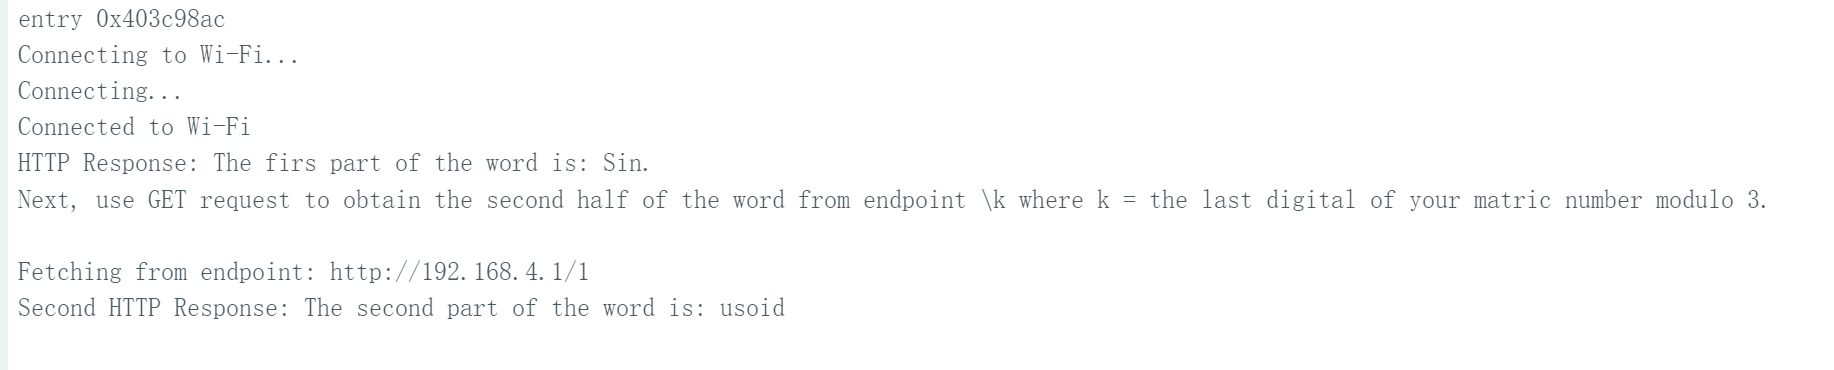 entry 0x403c98ac
Connecting to Wi-Fi...
Connecting...
Connected to Wi-Fi
HTTP Response: The firs part of the word is: Sin.
Next, use GET request to obtain the second half of the word from endpoint \k where k = the last digital of your matric number modulo 3.
Fetching from endpoint: http://192.168.4.1/1
Second HTTP Response: The second part of the word is: usoid